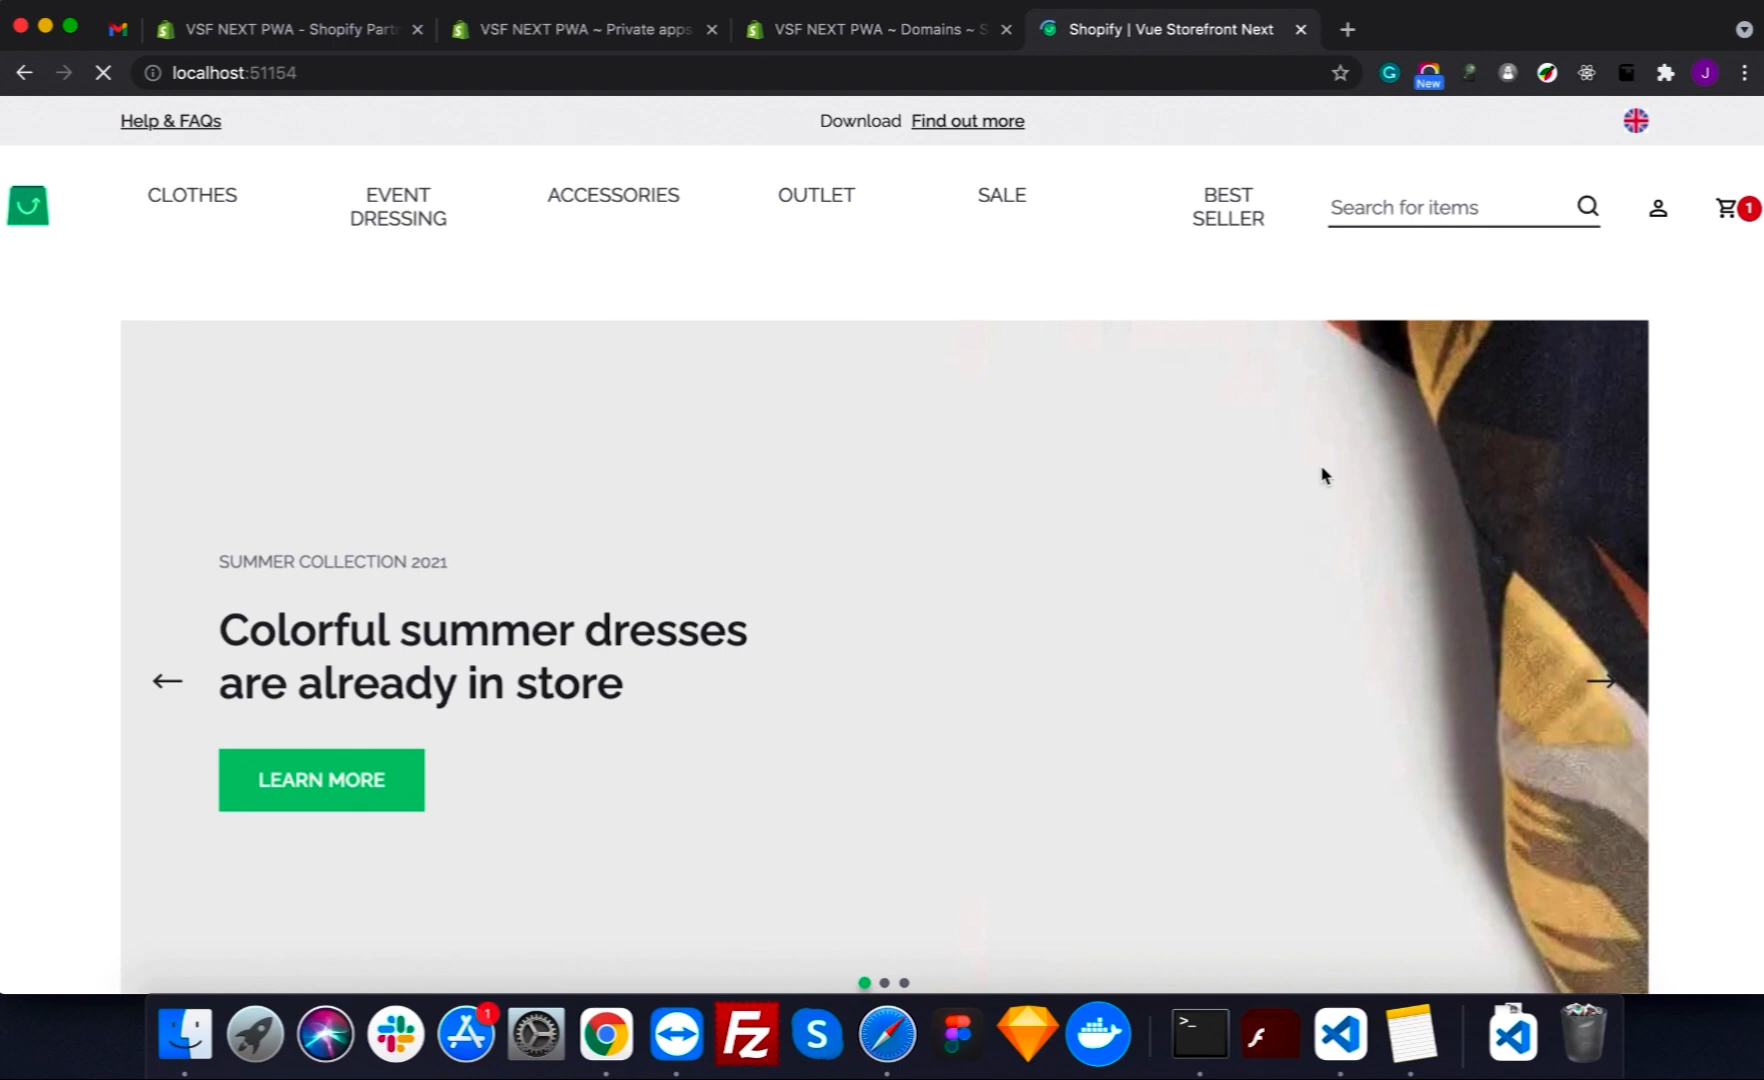 VSF NEXT PWA - Shopify Partn
VSF NEXT PWA ~ Private apps
VSF NEXT PWA ~ Domains ~ S
Shopify | Vue Storefront Next
localhost:51154
G
New
J
Help & FAQs
Download Find out more
CLOTHES
EVENT
DRESSING
ACCESSORIES
OUTLET
SALE
BEST
SELLER
Search for items
1
SUMMER COLLECTION 2021
Colorful summer dresses
are already in store
LEARN MORE
1
Fz
S
>_
f